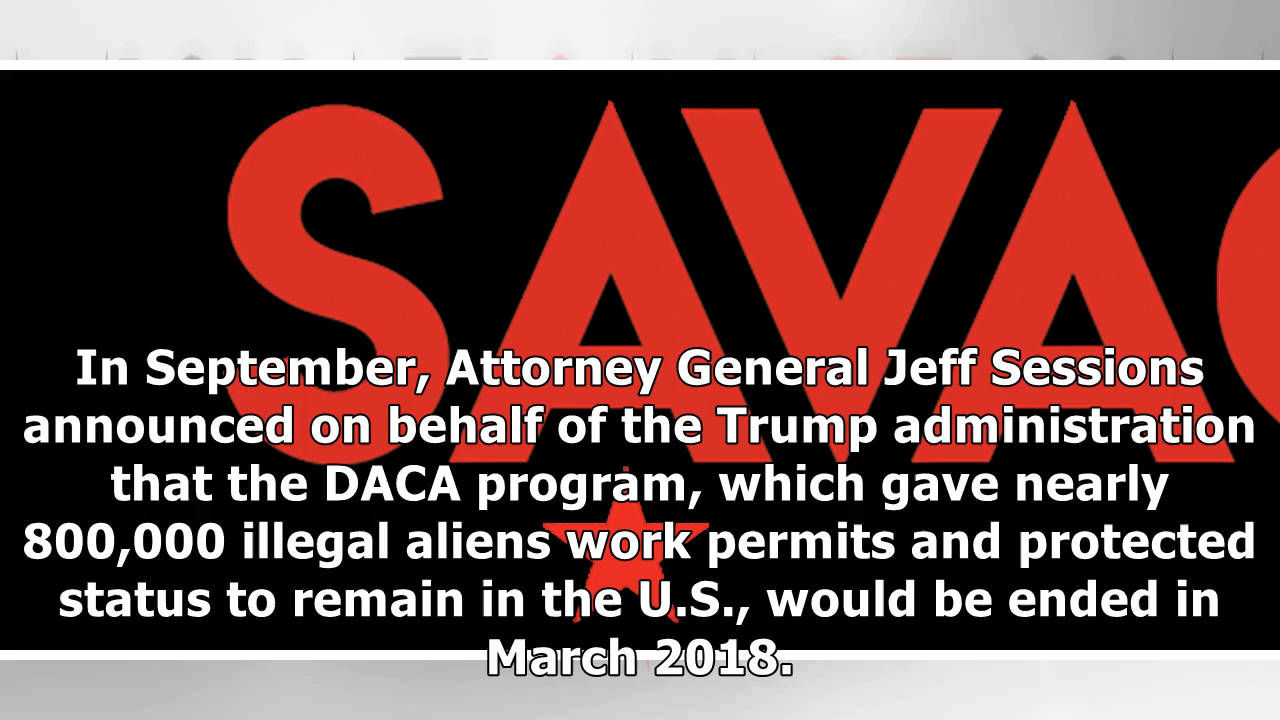 SAVAG
In September, Attorney General Jeff Sessions
announced on behalf of the Trump administration
that the DACA program, which gave nearly
800,000 illegal aliens work permits and protected
status to remain in the U.S., would be ended in
March 2018.